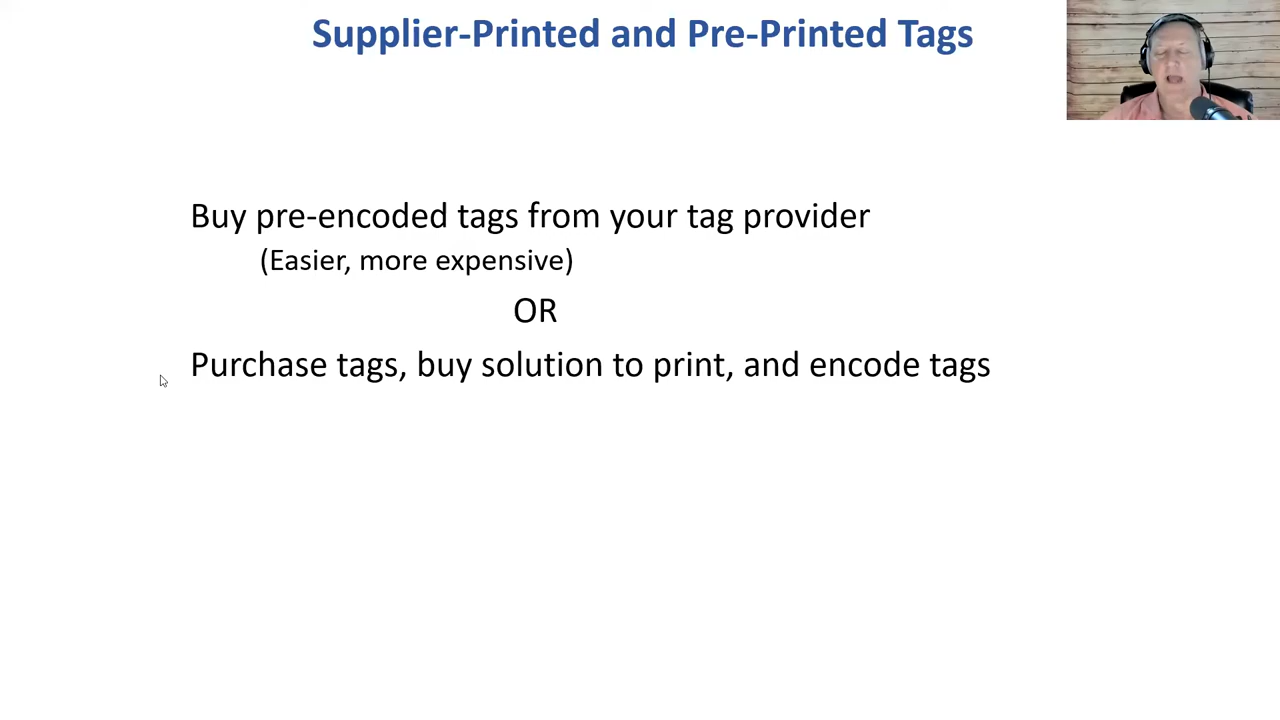 Supplier-Printed and Pre-Printed Tags
Buy pre-encoded tags from your tag provider
(Easier, more expensive)
OR
Purchase tags, buy solution to print, and encode tags